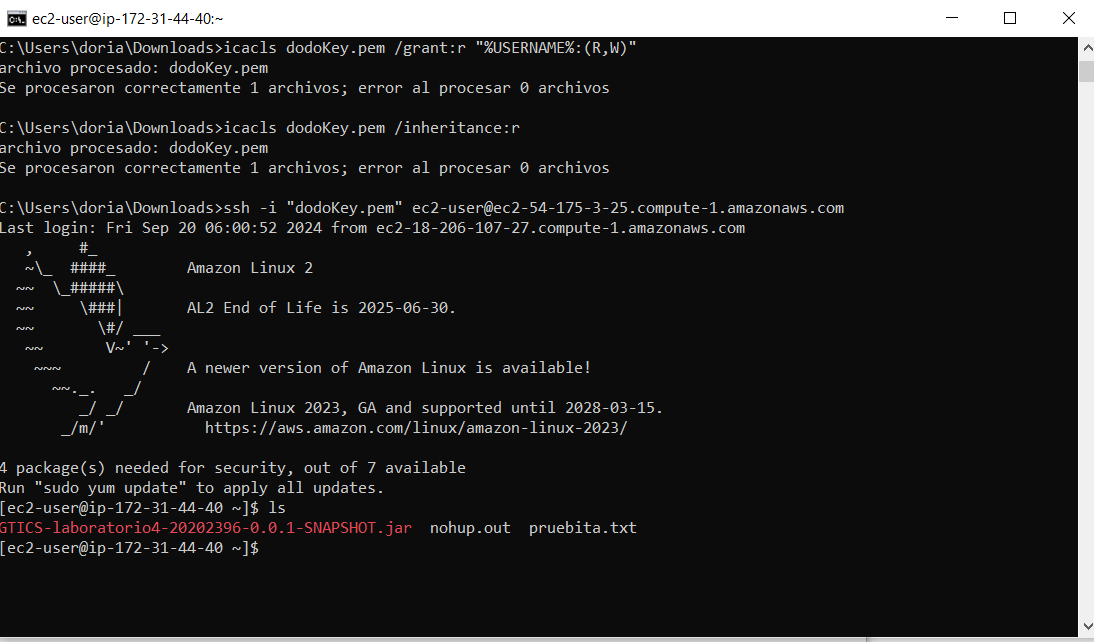 ec2-user@ip-172-31-44-40:~
C:\Users\doria\Downloads>icacls dodoKey.pem /grant:r "%USERNAME%:(R,W)"
archivo procesado: dodoKey.pem
Se procesaron correctamente 1 archivos; error al procesar 0 archivos
C:\Users\doria\Downloads>icacls dodoKey.pem /inheritance:r
archivo procesado: dodoKey.pem
Se procesaron correctamente 1 archivos; error al procesar 0 archivos
C:\Users\doria\Downloads>ssh -i "dodoKey.pem" ec2-user@ec2-54-175-3-25.compute-1.amazonaws.com
Last login: Fri Sep 20 06:00:52 2024 from ec2-18-206-107-27.compute-1.amazonaws.com
   ,     #_
   ~\_  ####_        Amazon Linux 2
  ~~  \_#####\
  ~~     \###|       AL2 End of Life is 2025-06-30.
  ~~       \#/ ___
   ~~       V~' '->
    ~~~         /    A newer version of Amazon Linux is available!
      ~~._.   _/
         _/ _/       Amazon Linux 2023, GA and supported until 2028-03-15.
       _/m/'           https://aws.amazon.com/linux/amazon-linux-2023/
4 package(s) needed for security, out of 7 available
Run "sudo yum update" to apply all updates.
[ec2-user@ip-172-31-44-40 ~]$ ls
GTICS-laboratorio4-20202396-0.0.1-SNAPSHOT.jar  nohup.out  pruebita.txt
[ec2-user@ip-172-31-44-40 ~]$